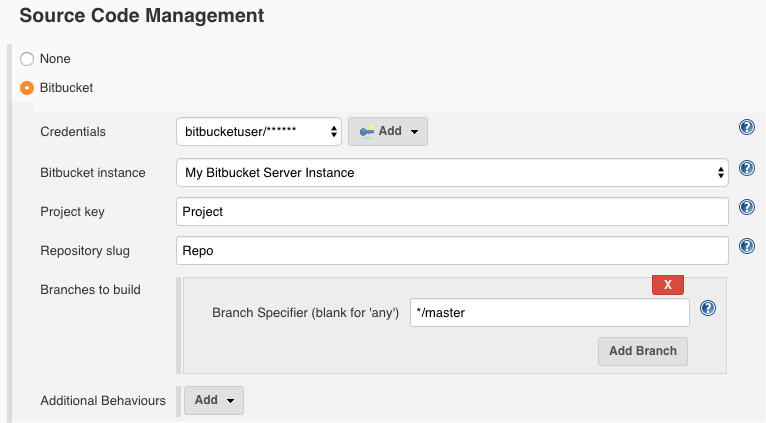 Source Code Management
None
Bitbucket
Credentials bitbucketuser/****** Add ?
Bitbucket instance My Bitbucket Server Instance ?
Project key Project ?
Repository slug Repo ?
Branches to build X
Branch Specifier (blank for 'any') */master ?
Add Branch
Additional Behaviours Add